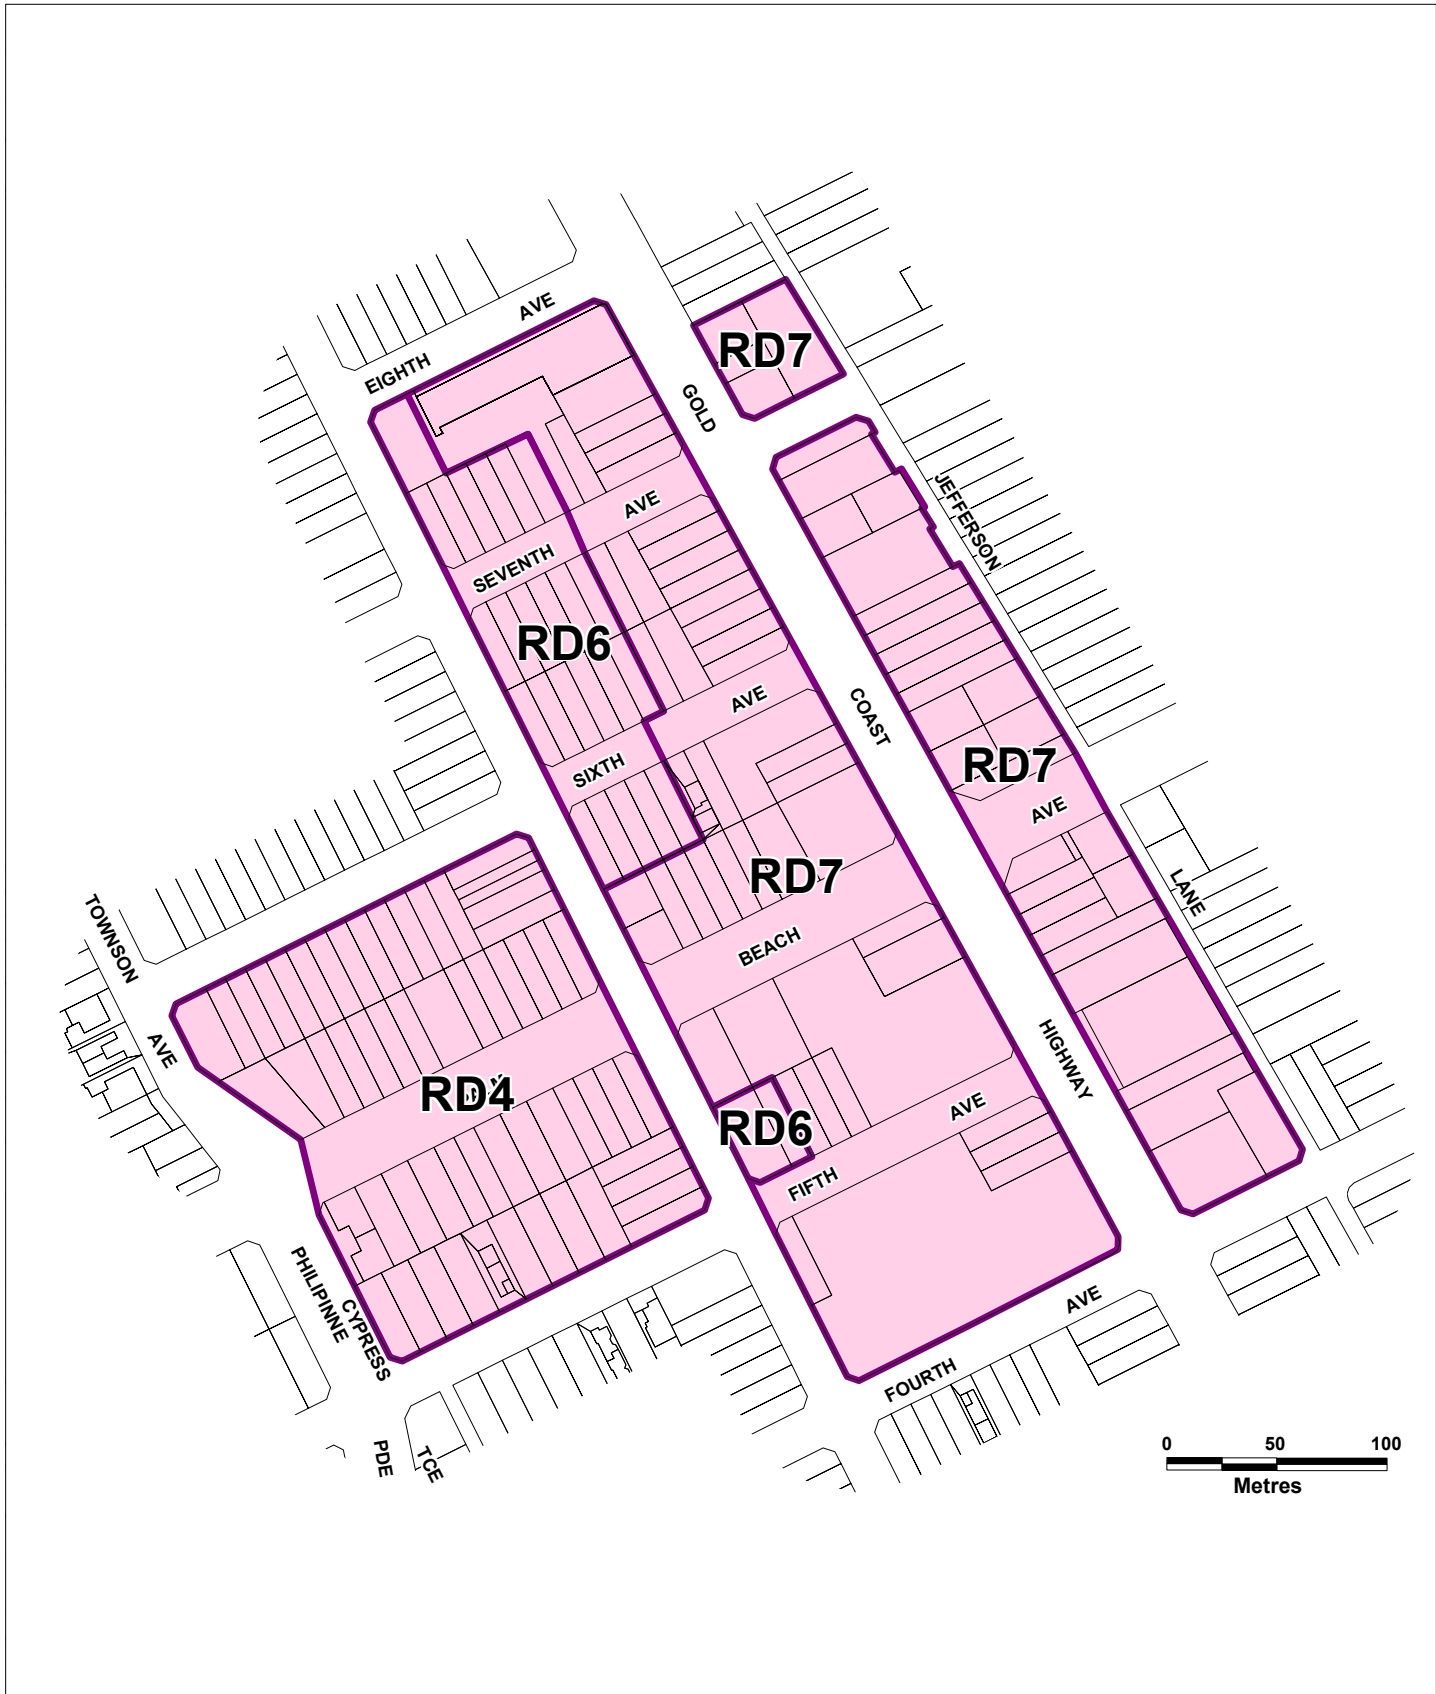 AVE
EIGHTH
RD7
GOLD
AVE
JEFFERSON
SEVENTH
RD6
AVE
COAST
SIXTH
RD7
AVE
RD7
LANE
TOWNSON
BEACH
AVE
HIGHWAY
RD4
AVE
RD6
FIFTH
PHILIPINNE
CYPRESS
AVE
FOURTH
PDE
TCE
0 50 100
Metres